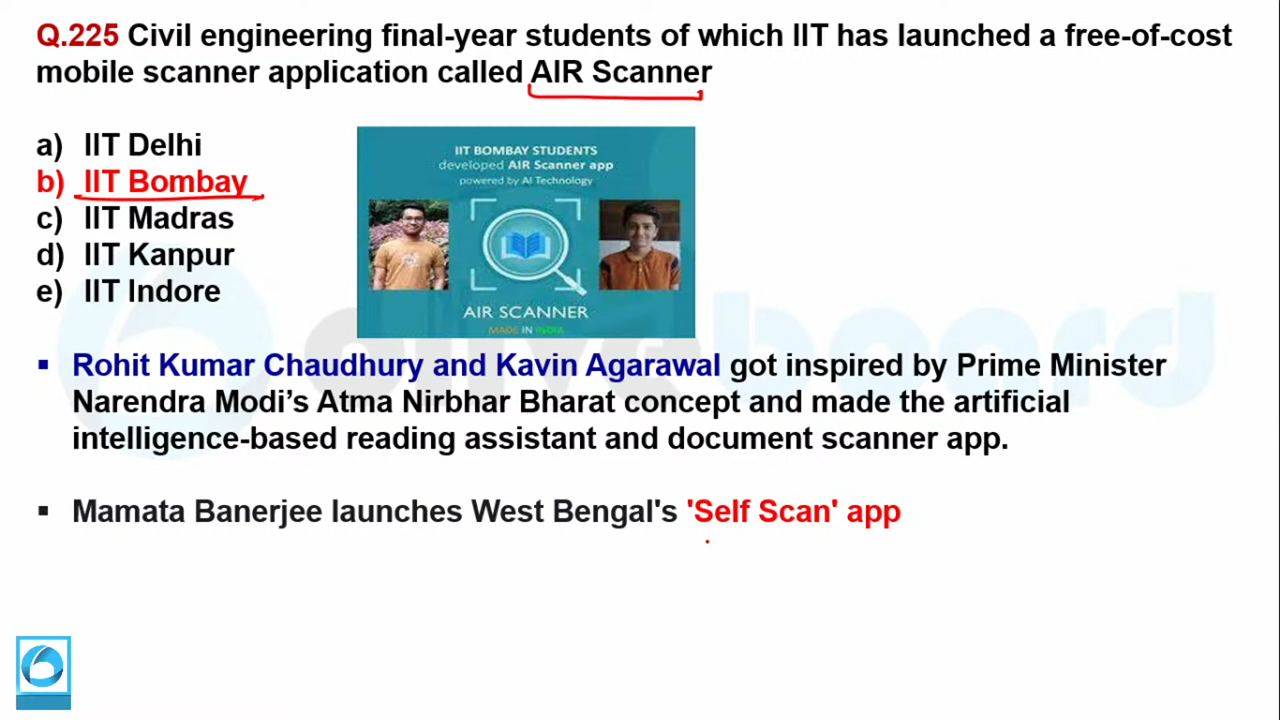 Q.225 Civil engineering final-year students of which IIT has launched a free-of-cost
mobile scanner application called AIR Scanner
a) IIT Delhi
b) IIT Bombay
c) IIT Madras
d) IIT Kanpur
e) IIT Indore
IIT BOMBAY STUDENTS
developed AIR Scanner app
powered by AI Technology
AIR SCANNER
MADE IN INDIA
▪ Rohit Kumar Chaudhury and Kavin Agarawal got inspired by Prime Minister
Narendra Modi’s Atma Nirbhar Bharat concept and made the artificial
intelligence-based reading assistant and document scanner app.
▪ Mamata Banerjee launches West Bengal's 'Self Scan' app
oliveboard